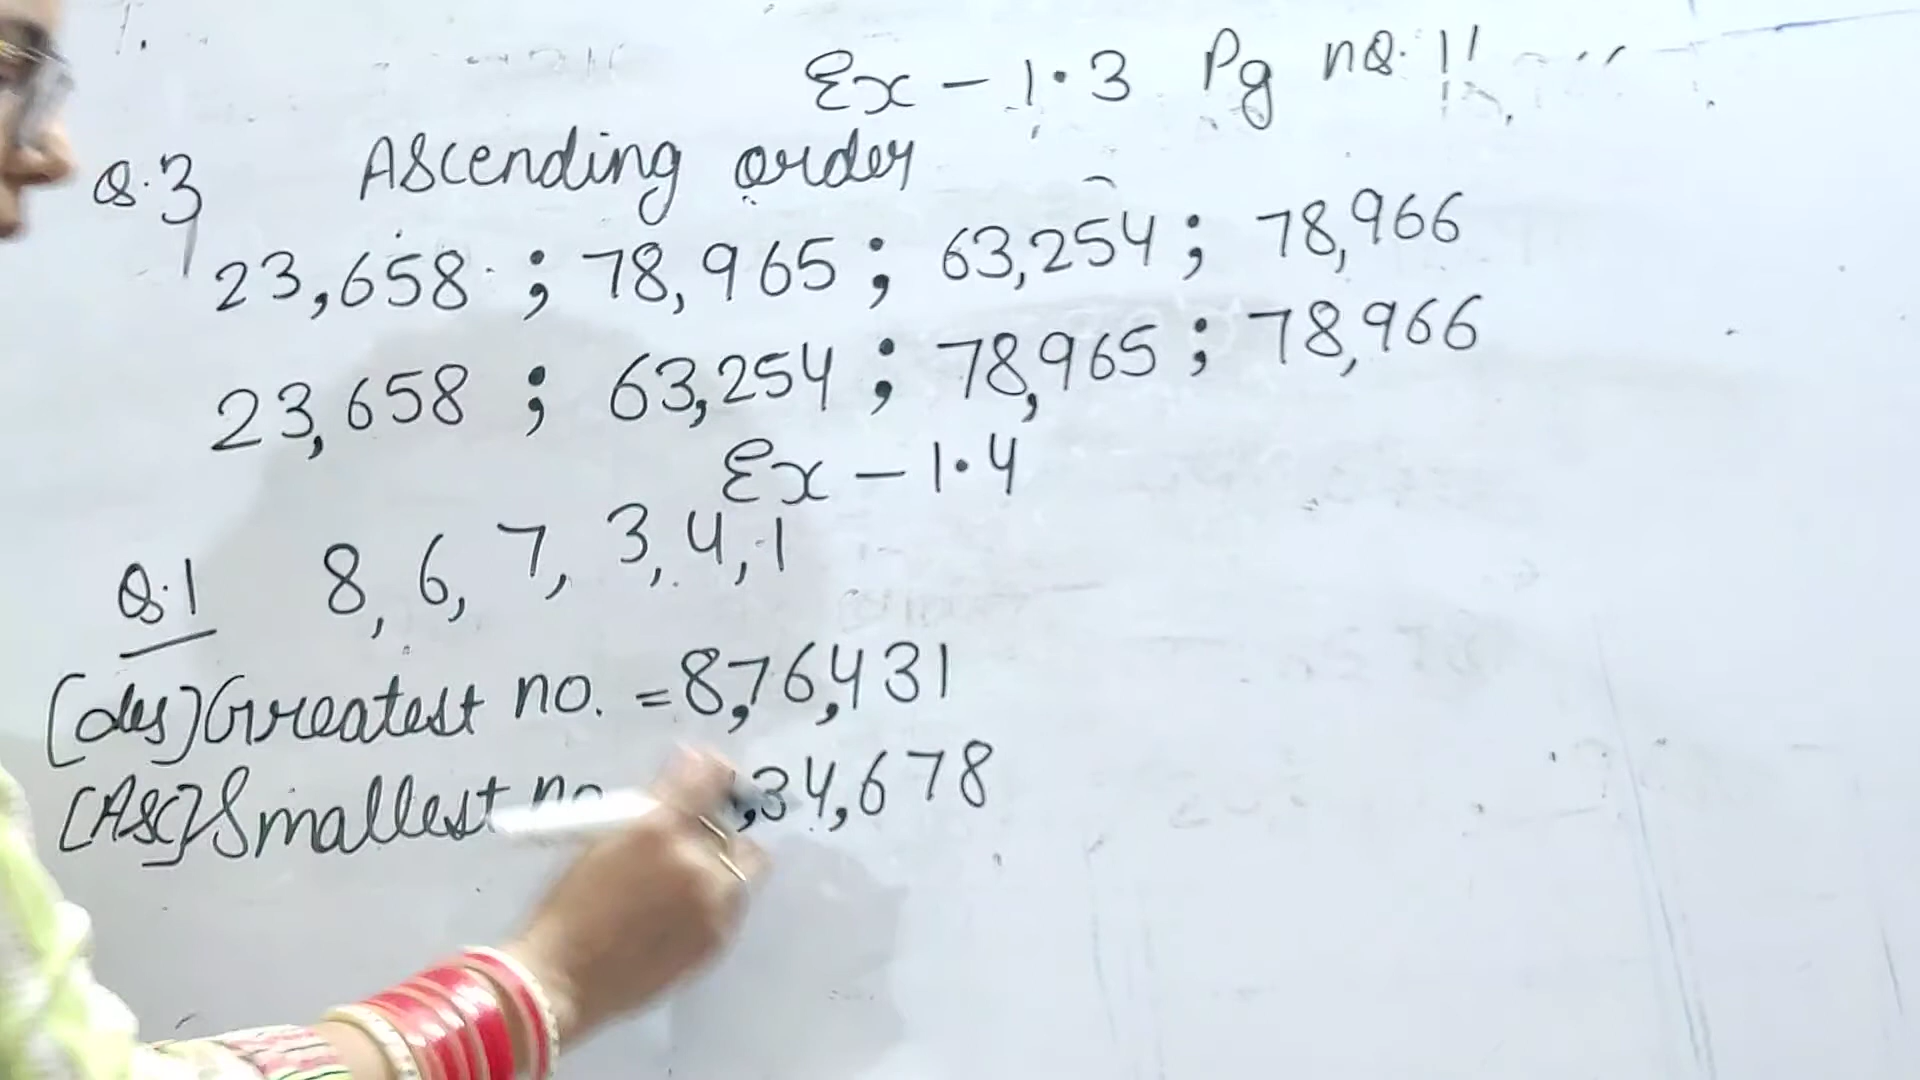 Ex - 1.3 Pg no. 11
Q.3 Ascending order
23,658 ; 78,965 ; 63,254 ; 78,966
23,658 ; 63,254 ; 78,965 ; 78,966
Ex - 1.4
Q.1 8, 6, 7, 3, 4, 1
[des] Greatest no. = 8,76,431
[Asc] Smallest no ,34,678